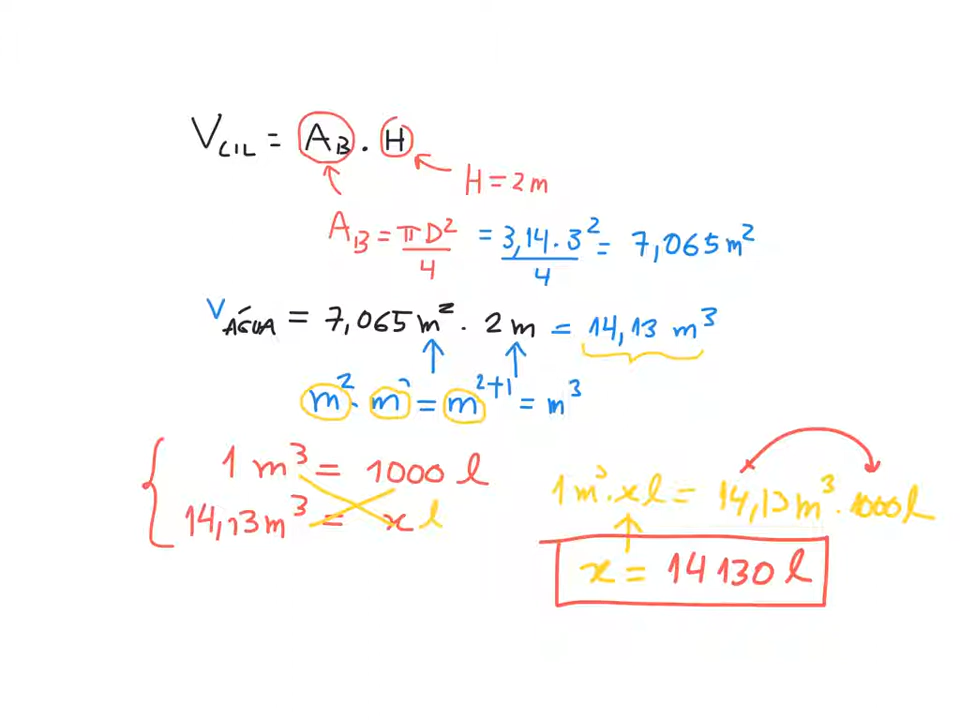 V_CIL = A_B . H
H = 2 m
A_B = πD²/4 = 3,14 . 3²/4 = 7,065 m²
V_ÁGUA = 7,065 m² . 2 m = 14,13 m³
m² . m¹ = m²⁺¹ = m³
1 m³ = 1000 l
14,13 m³ = x l
1 m³ . x l = 14,13 m³ . 1000 l
x = 14 130 l